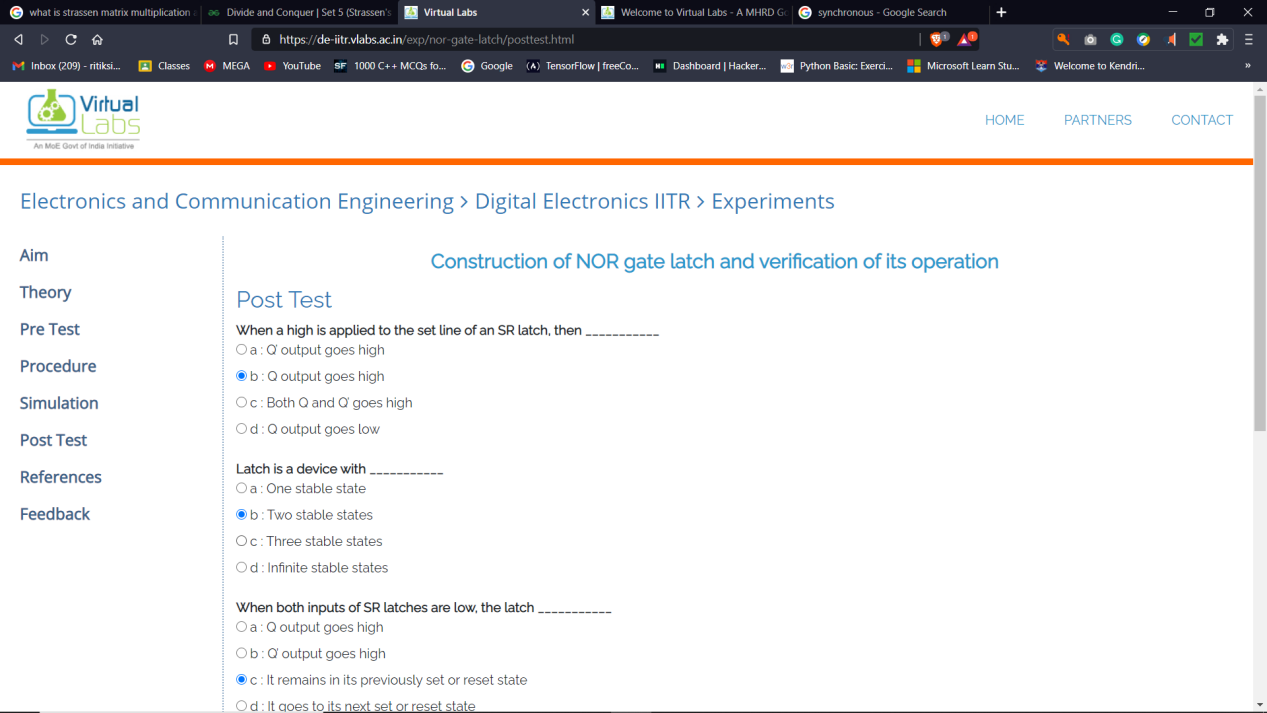 what is strassen matrix multiplication
Divide and Conquer | Set 5 (Strassen's
Virtual Labs
Welcome to Virtual Labs - A MHRD Go
synchronous - Google Search
https://de-iitr.vlabs.ac.in/exp/nor-gate-latch/posttest.html
Inbox (209) - ritiksi...
Classes
MEGA
YouTube
SF 1000 C++ MCQs fo...
Google
TensorFlow | freeCo...
Dashboard | Hacker...
w3r Python Basic: Exerci...
Microsoft Learn Stu...
Welcome to Kendri...
»
Virtual
Labs
An MoE Govt of India Initiative
HOME
PARTNERS
CONTACT
Electronics and Communication Engineering > Digital Electronics IITR > Experiments
Aim
Theory
Pre Test
Procedure
Simulation
Post Test
References
Feedback
Construction of NOR gate latch and verification of its operation
Post Test
When a high is applied to the set line of an SR latch, then ___________
a : Q' output goes high
b : Q output goes high
c : Both Q and Q' goes high
d : Q output goes low
Latch is a device with ___________
a : One stable state
b : Two stable states
c : Three stable states
d : Infinite stable states
When both inputs of SR latches are low, the latch ___________
a : Q output goes high
b : Q' output goes high
c : It remains in its previously set or reset state
d : It goes to its next set or reset state